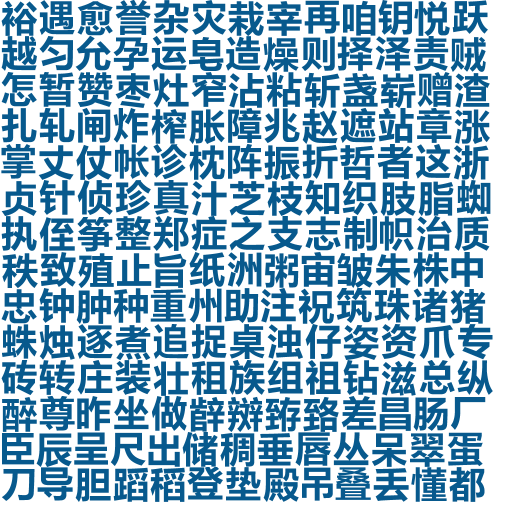 裕遇愈誉杂灾栽宰再咱钥悦跃
越匀允孕运皂造燥则择泽责贼
怎暂赞枣灶窄沾粘斩盏崭赠渣
扎轧闸炸榨胀障兆赵遮站章涨
掌丈仗帐诊枕阵振折哲者这浙
贞针侦珍真汁芝枝知织肢脂蜘
执侄筝整郑症之支志制帜治质
秩致殖止旨纸洲粥宙皱朱株中
忠钟肿种重州助注祝筑珠诸猪
蛛烛逐煮追捉桌浊仔姿资爪专
砖转庄装壮租族组祖钻滋总纵
醉尊昨坐做辥辬臶臵差昌肠厂
臣辰呈尺出储稠垂唇丛呆翠蛋
刀导胆蹈稻登垫殿吊叠丢懂都